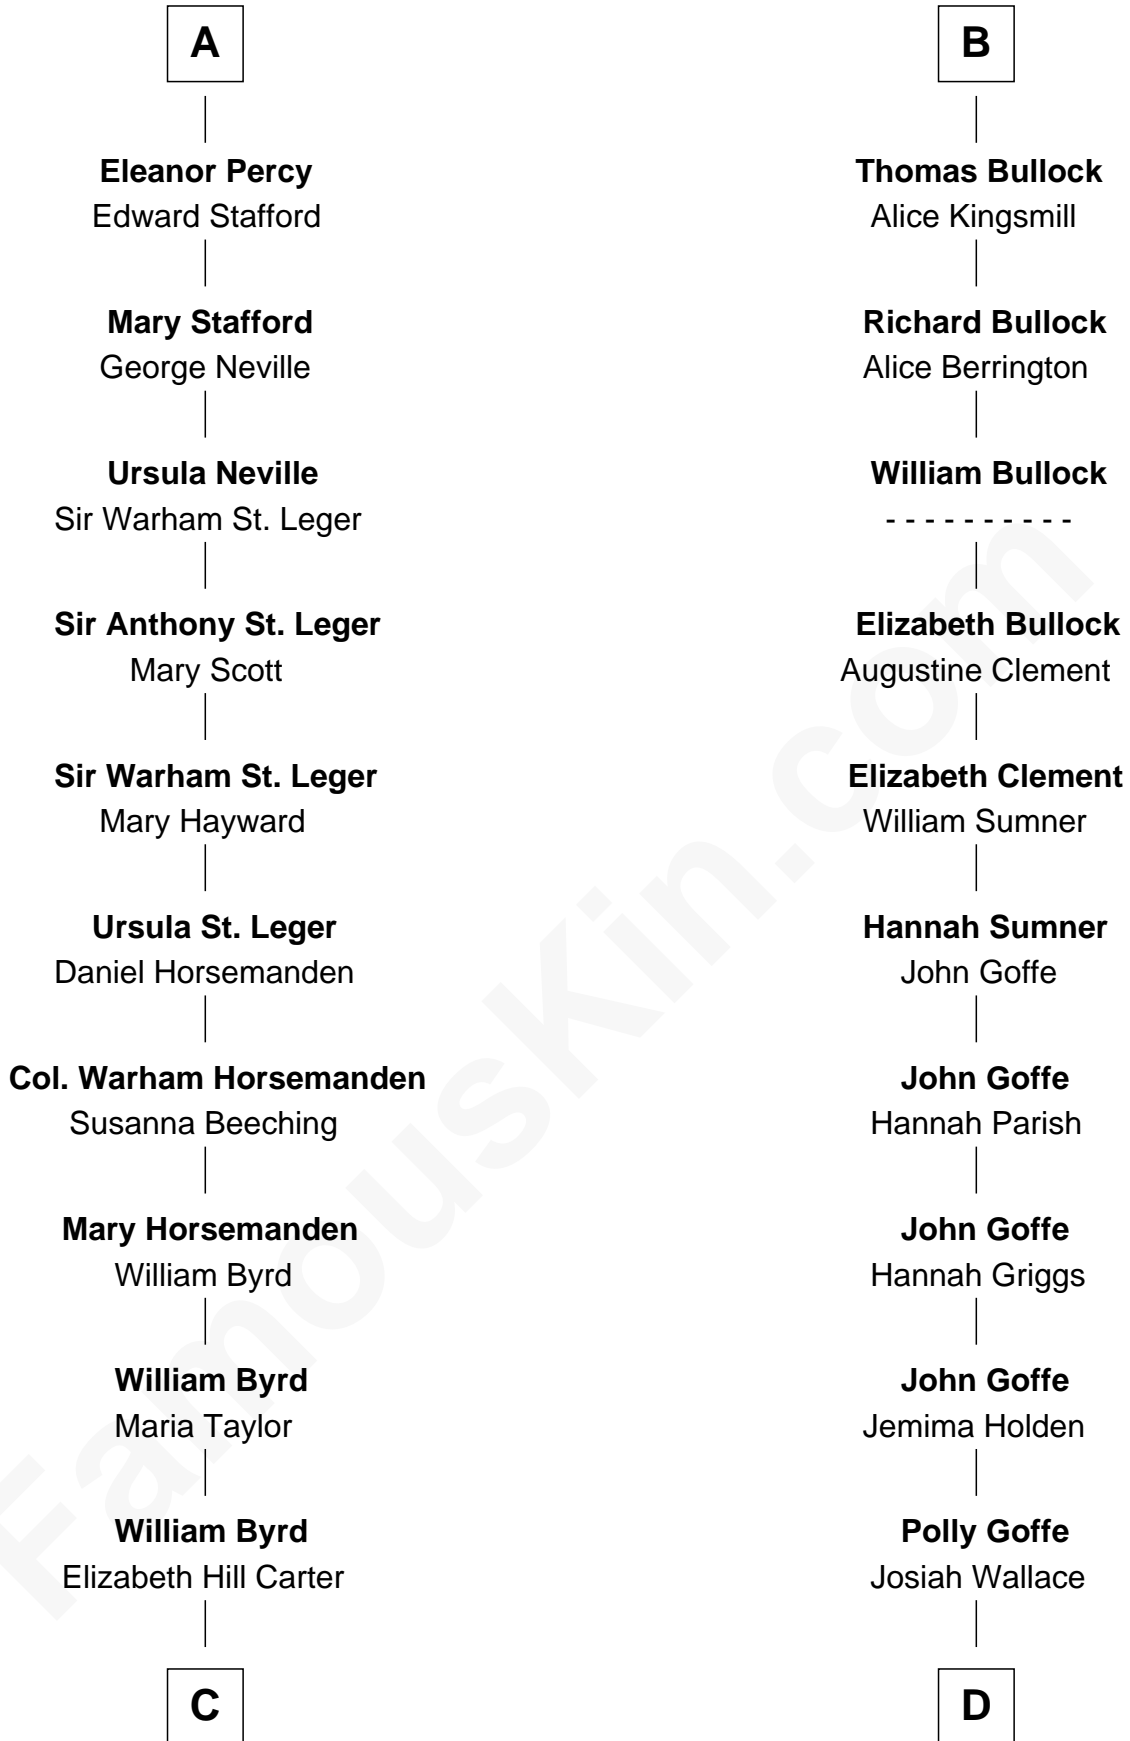 A
Eleanor Percy
Edward Stafford
Mary Stafford
George Neville
Ursula Neville
Sir Warham St. Leger
Sir Anthony St. Leger
Mary Scott
Sir Warham St. Leger
Mary Hayward
Ursula St. Leger
Daniel Horsemanden
Col. Warham Horsemanden
Susanna Beeching
Mary Horsemanden
William Byrd
William Byrd
Maria Taylor
William Byrd
Elizabeth Hill Carter
C
B
Thomas Bullock
Alice Kingsmill
Richard Bullock
Alice Berrington
William Bullock
- - - - - - - - - -
Elizabeth Bullock
Augustine Clement
Elizabeth Clement
William Sumner
Hannah Sumner
John Goffe
John Goffe
Hannah Parish
John Goffe
Hannah Griggs
John Goffe
Jemima Holden
Polly Goffe
Josiah Wallace
D
FamousKin.com